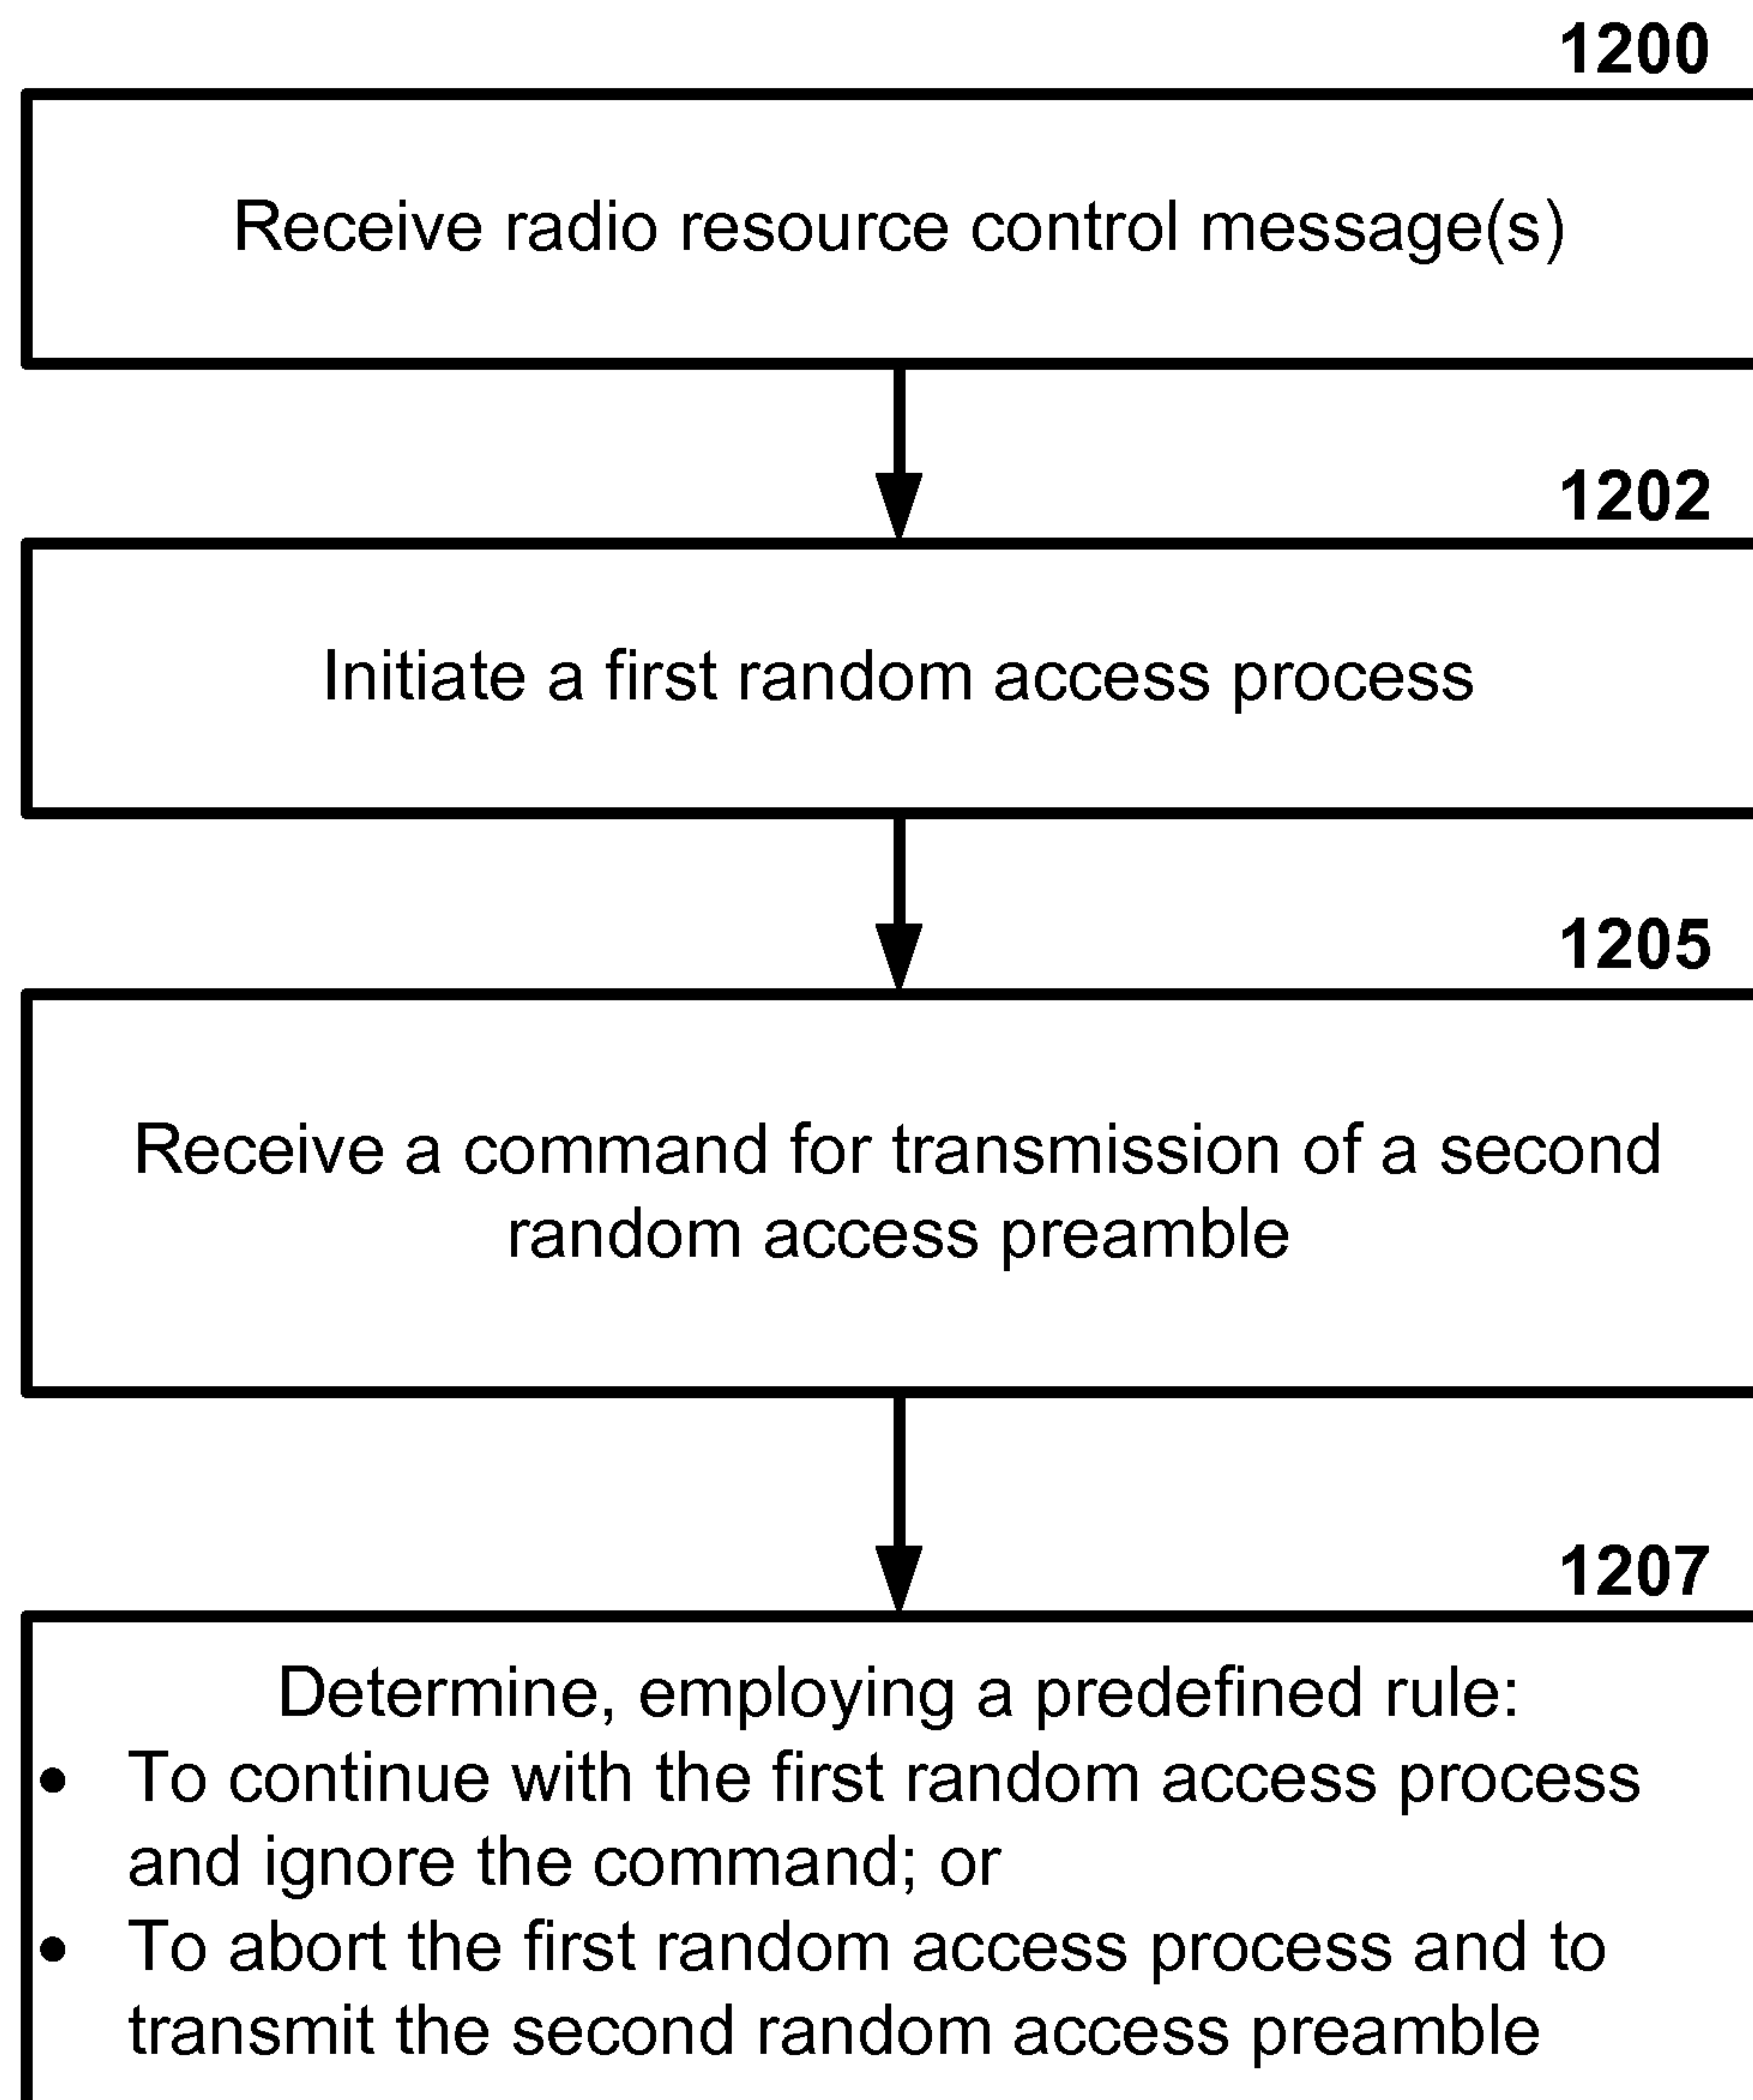 1200
Receive radio resource control message(s)
1202
Initiate a first random access process
1205
Receive a command for transmission of a second
random access preamble
1207
Determine, employing a predefined rule:
• To continue with the first random access process
and ignore the command; or
• To abort the first random access process and to
transmit the second random access preamble